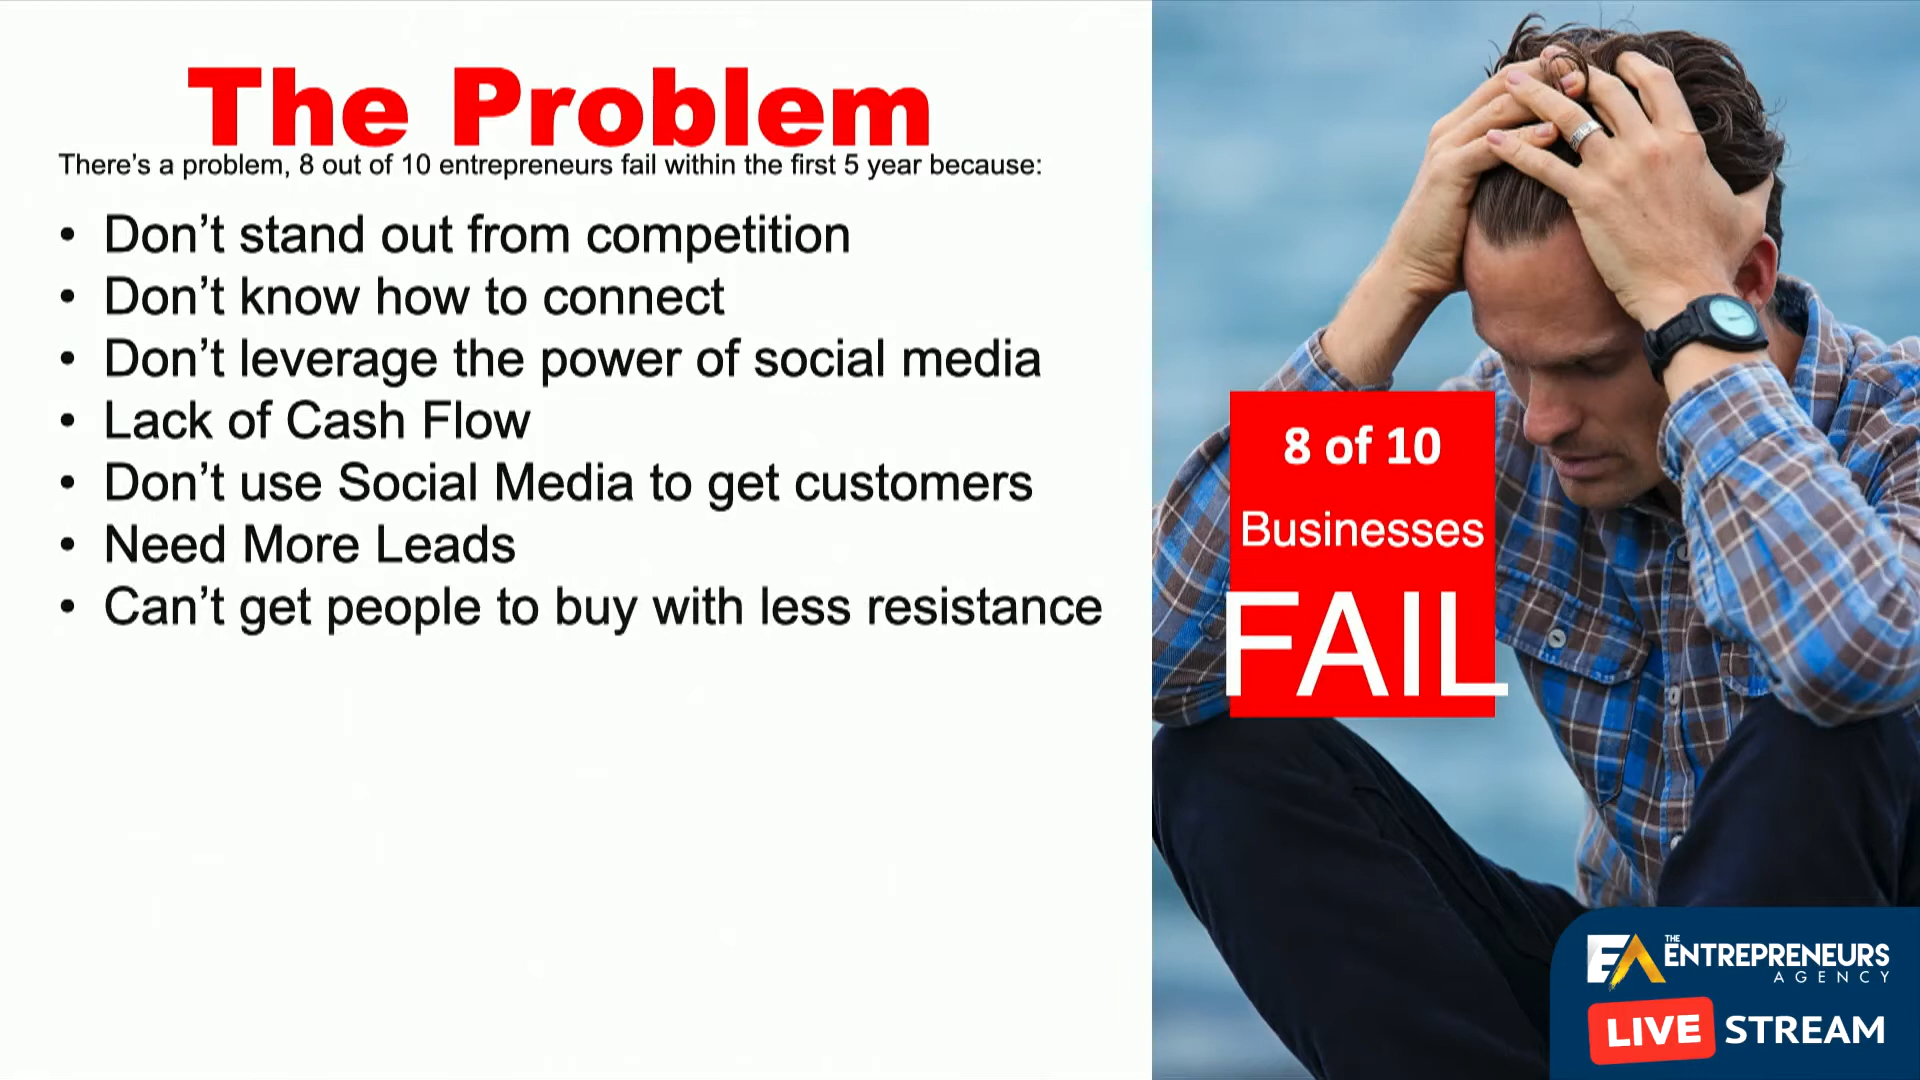 The Problem
There’s a problem, 8 out of 10 entrepreneurs fail within the first 5 year because:
• Don’t stand out from competition
• Don’t know how to connect
• Don’t leverage the power of social media
• Lack of Cash Flow
• Don’t use Social Media to get customers
• Need More Leads
• Can’t get people to buy with less resistance
8 of 10
Businesses
FAIL
EA THE ENTREPRENEURS
AGENCY
LIVE STREAM